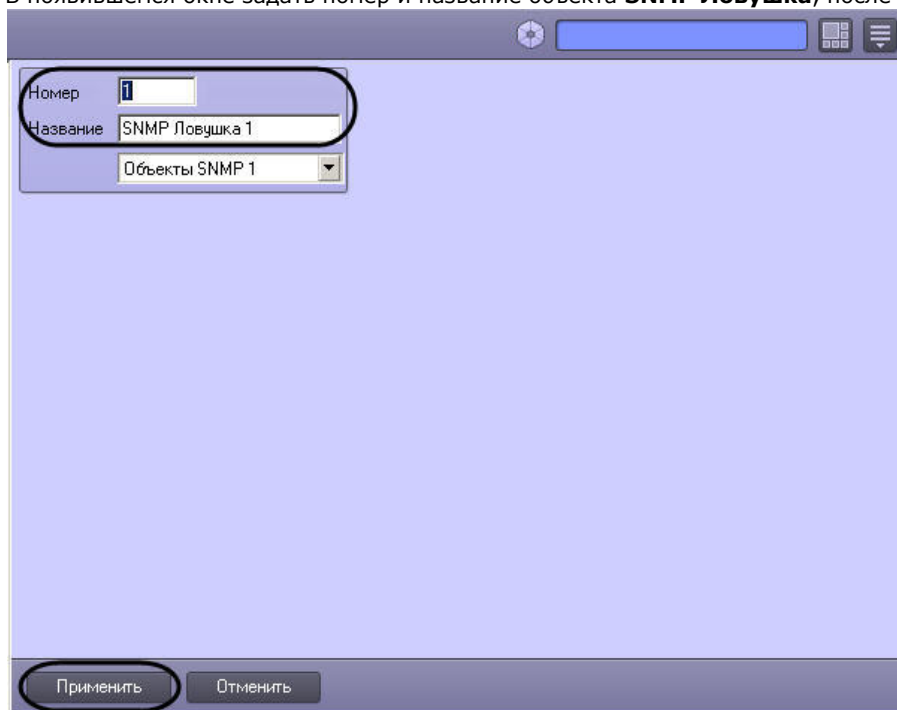 В появившемся окне задать номер и название объекта SNMP Ловушка, после
Номер 1
Название SNMP Ловушка 1
Объекты SNMP 1
Применить Отменить